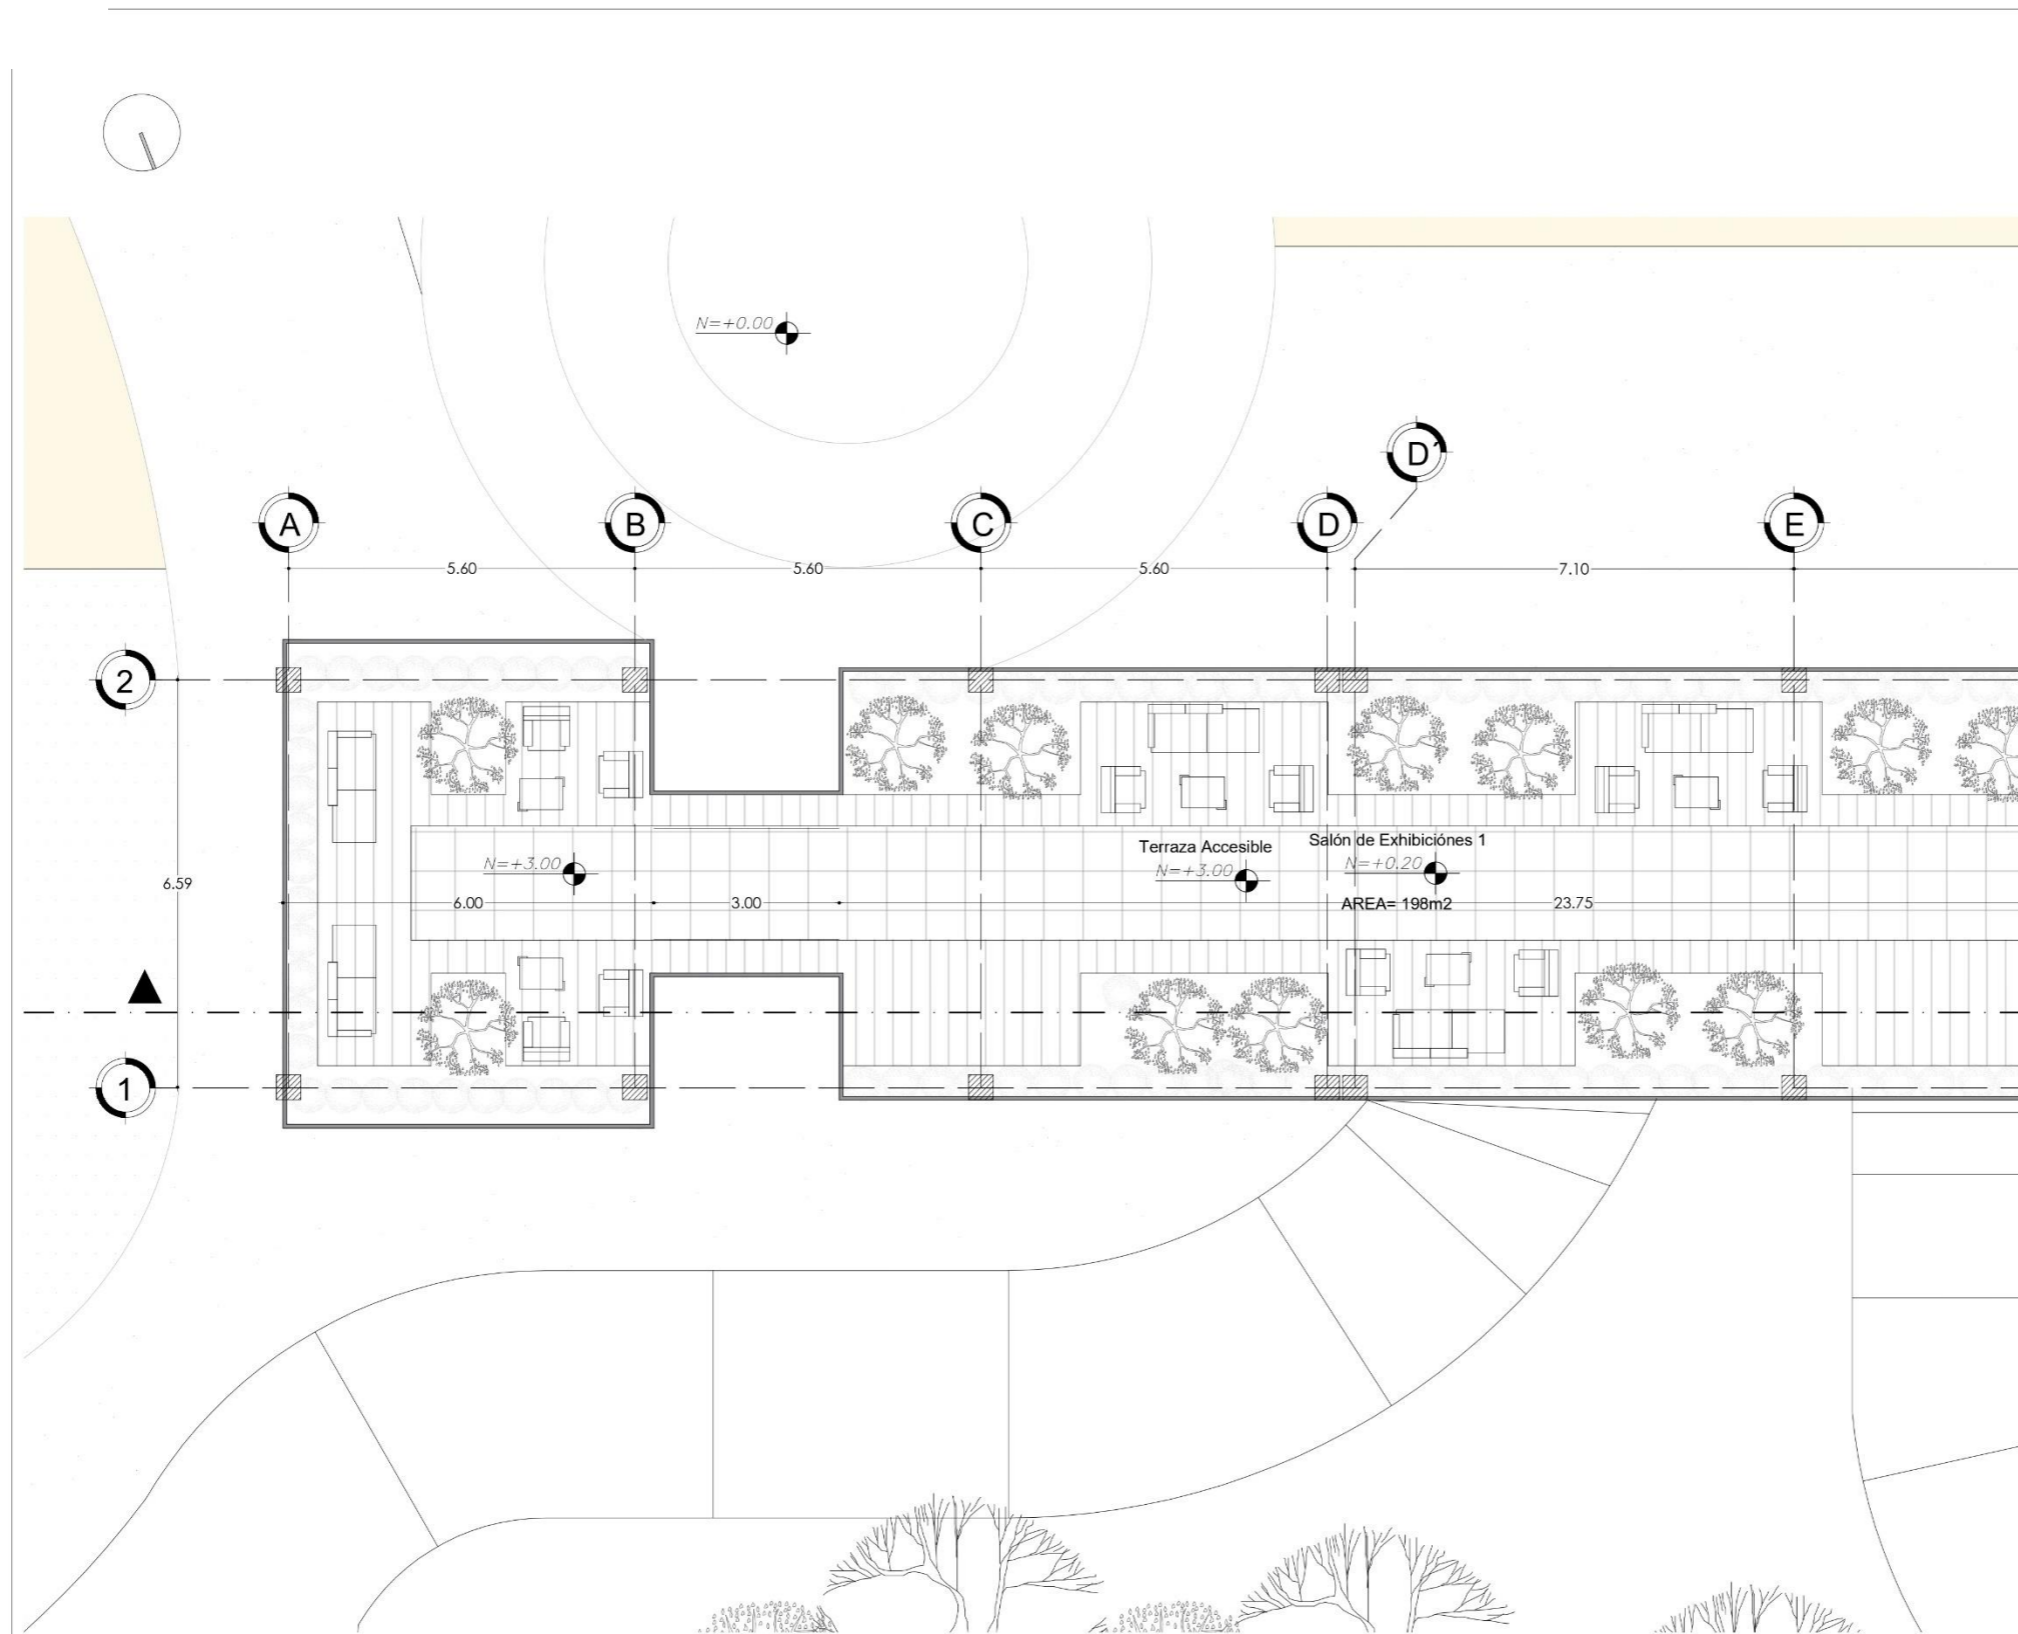 N=+0.00
D´
A
B
C
D
E
5.60
5.60
5.60
7.10
2
Terraza Accesible
Salón de Exhibiciónes 1
N=+3.00
N=+3.00
N=+0.20
6.59
6.00
3.00
AREA= 198m2
23.75
1